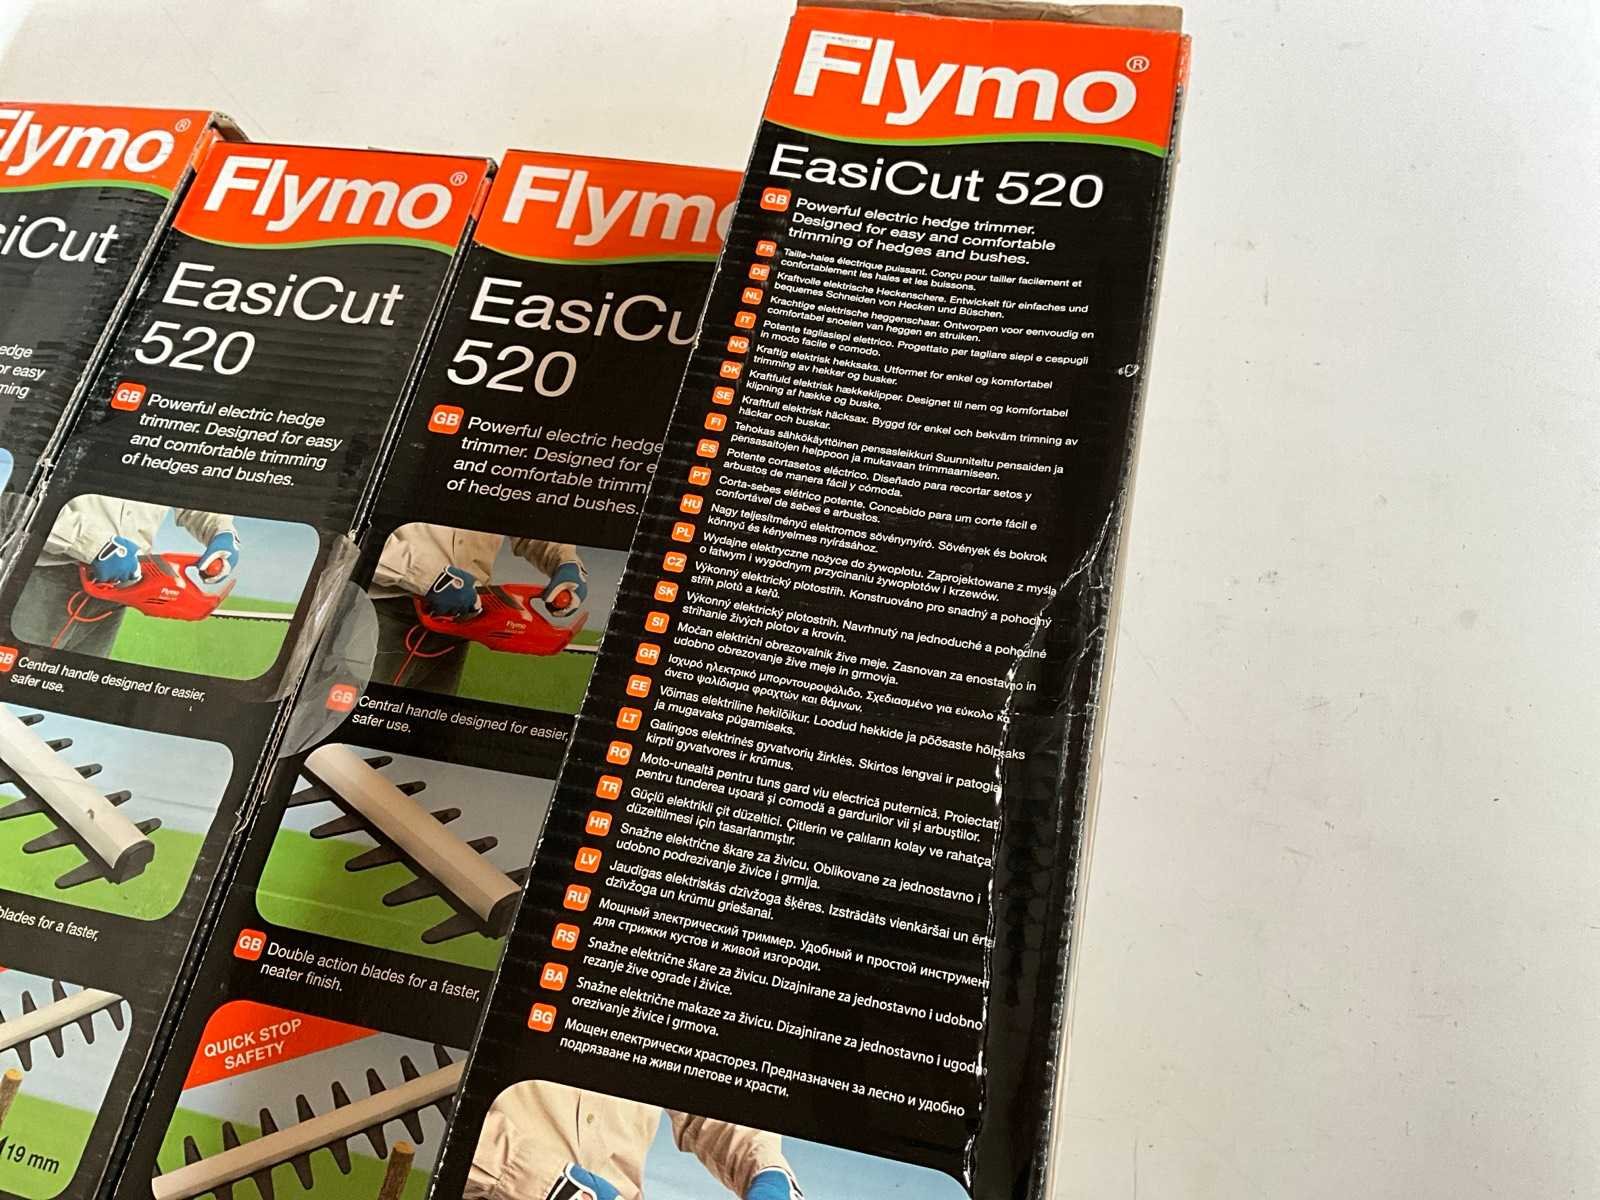 Flymo®
iCut
edge
or easy
ming
blades for a faster,
19 mm
Flymo®
EasiCut
520
GB Powerful electric hedge
trimmer. Designed for easy
and comfortable trimming
of hedges and bushes.
Flymo
GB Central handle designed for easier,
safer use.
GB Double action blades for a faster,
neater finish.
QUICK STOP
SAFETY
Flymo
EasiCu
520
GB Powerful electric hedge
trimmer. Designed for e
and comfortable trimm
of hedges and bushes.
Flymo
GB Central handle designed for easier,
safer use.
Flymo®
EasiCut 520
GB Powerful electric hedge trimmer.
Designed for easy and comfortable
trimming of hedges and bushes.
FR Taille-haies électrique puissant. Conçu pour tailler facilement et
confortablement les haies et les buissons.
DE Kraftvolle elektrische Heckenschere. Entwickelt für einfaches und
bequemes Schneiden von Hecken und Büschen.
NL Krachtige elektrische heggenschaar. Ontworpen voor eenvoudig en
comfortabel snoeien van heggen en struiken.
IT Potente tagliasiepi elettrico. Progettato per tagliare siepi e cespugli
in modo facile e comodo.
NO Kraftig elektrisk hekksaks. Utformet for enkel og komfortabel
trimming av hekker og busker.
DK Kraftfuld elektrisk hækkeklipper. Designet til nem og komfortabel
klipning af hække og buske.
SE Kraftfull elektrisk häcksax. Byggd för enkel och bekväm trimning av
häckar och buskar.
FI Tehokas sähkökäyttöinen pensasleikkuri Suunniteltu pensaiden ja
pensasaitojen helppoon ja mukavaan trimmaamiseen.
ES Potente cortasetos eléctrico. Diseñado para recortar setos y
arbustos de manera fácil y cómoda.
PT Corta-sebes elétrico potente. Concebido para um corte fácil e
confortável de sebes e arbustos.
HU Nagy teljesítményű elektromos sövénynyíró. Sövények és bokrok
könnyű és kényelmes nyírásához.
PL Wydajne elektryczne nożyce do żywopłotu. Zaprojektowane z myślą
o łatwym i wygodnym przycinaniu żywopłotów i krzewów.
CZ Výkonný elektrický plotostřih. Konstruováno pro snadný a pohodlný
střih plotů a keřů.
SK Výkonný elektrický plotostrih. Navrhnutý na jednoduché a pohodlné
strihanie živých plotov a krovín.
SI Močan električni obrezovalnik žive meje. Zasnovan za enostavno in
udobno obrezovanje žive meje in grmovja.
GR Ισχυρό ηλεκτρικό μπορντουροψάλιδο. Σχεδιασμένο για εύκολο κα
άνετο ψαλίδισμα φραχτών και θάμνων.
EE Võimas elektriline hekilõikur. Loodud hekkide ja põõsaste hõlpsaks
ja mugavaks pügamiseks.
LT Galingos elektrinės gyvatvorių žirklės. Skirtos lengvai ir patogia
kirpti gyvatvores ir krūmus.
RO Moto-unealtă pentru tuns gard viu electrică puternică. Proiectat
pentru tunderea uşoară şi comodă a gardurilor vii şi arbuştilor.
TR Güçlü elektrikli çit düzeltici. Çitlerin ve çalıların kolay ve rahatça
düzeltilmesi için tasarlanmıştır.
HR Snažne električne škare za živicu. Oblikovane za jednostavno i
udobno podrezivanje živice i grmlja.
LV Jaudīgas elektriskās dzīvžoga šķēres. Izstrādāts vienkāršai un ērtai
dzīvžoga un krūmu griešanai.
RU Мощный электрический триммер. Удобный и простой инструмент
для стрижки кустов и живой изгороди.
RS Snažne električne škare za živicu. Dizajnirane za jednostavno i udobno
rezanje žive ograde i živice.
BA Snažne električne makaze za živicu. Dizajnirane za jednostavno i ugodno
orezivanje živice i grmova.
BG Мощен електрически храсторез. Предназначен за лесно и удобно
подрязване на живи плетове и храсти.